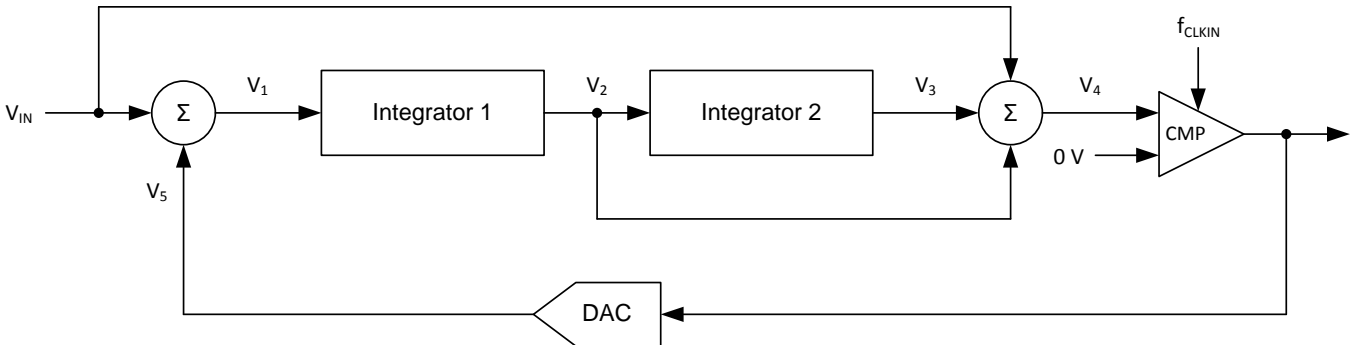 f_CLKIN
V_IN
Σ
V_1
Integrator 1
V_2
Integrator 2
V_3
Σ
V_4
CMP
0 V
V_5
DAC